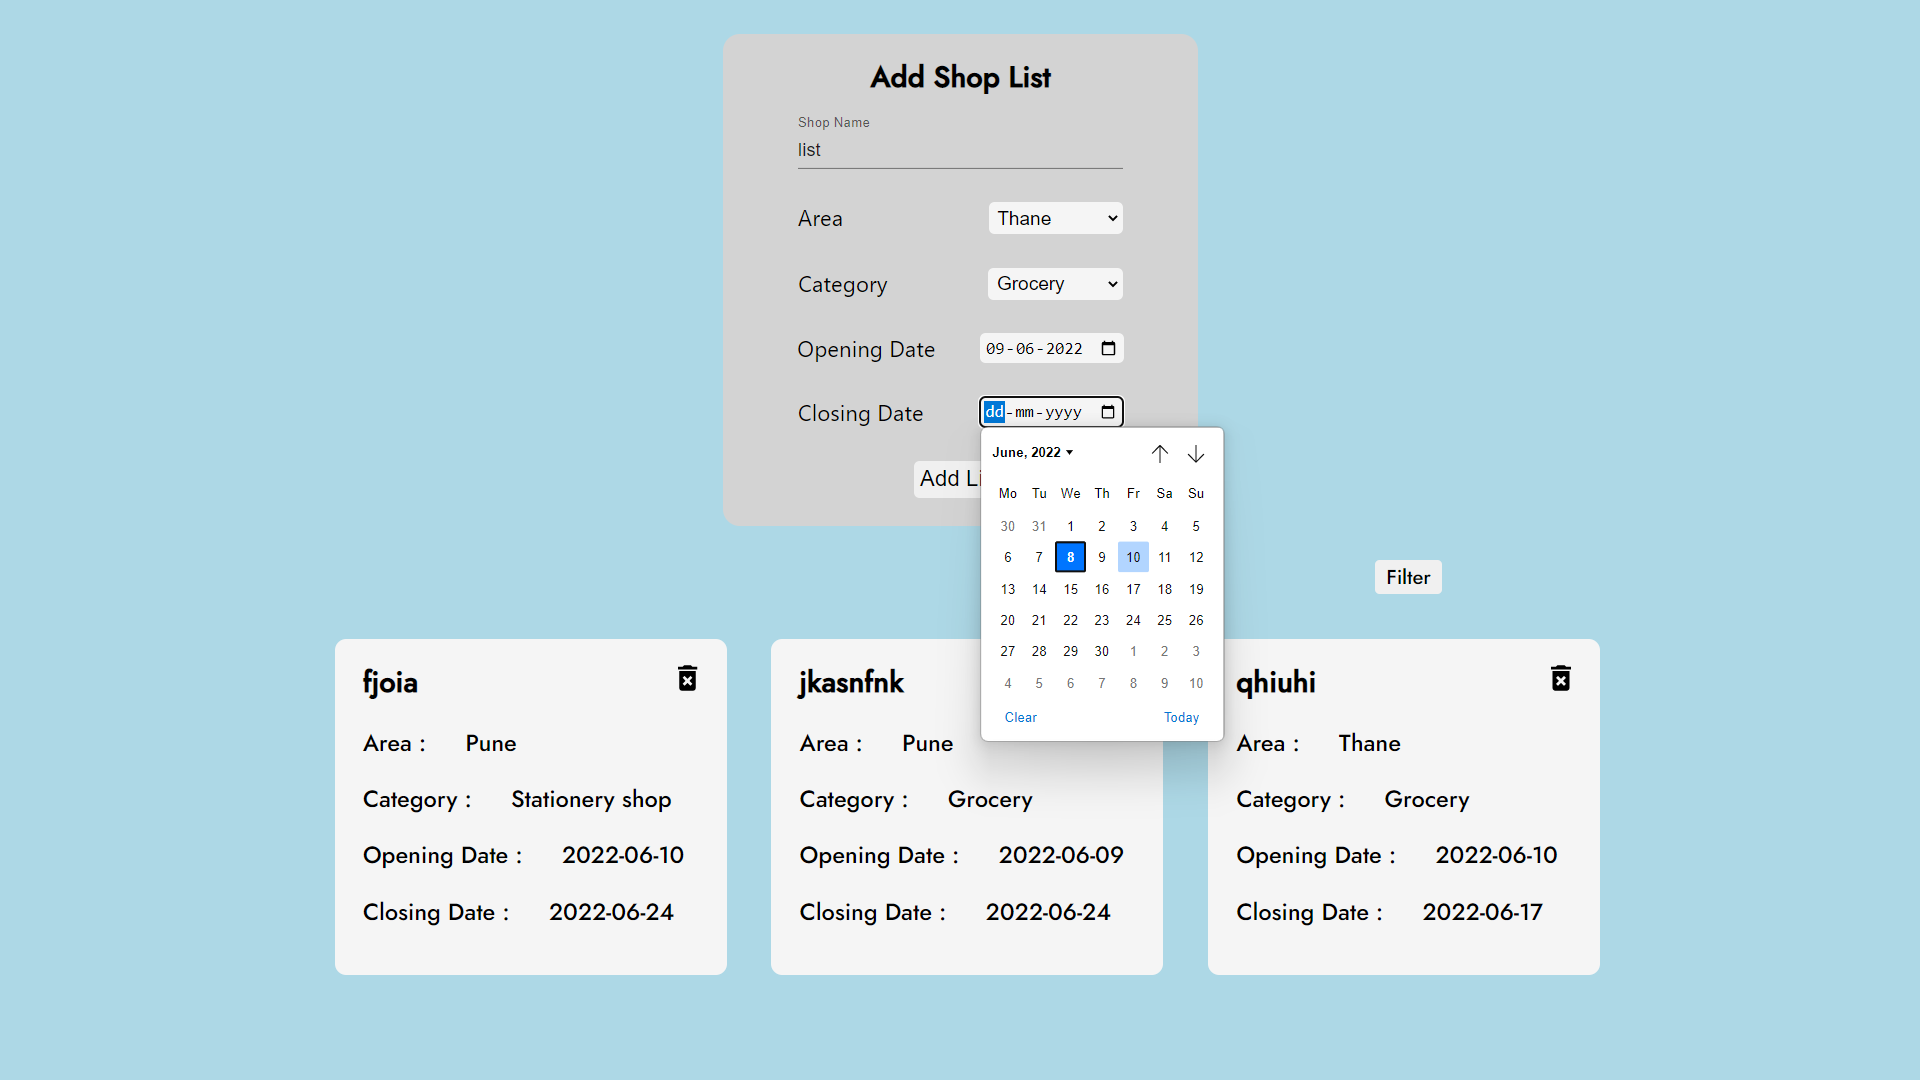 Add Shop List
Shop Name
list
Area Thane
Category Grocery
Opening Date 09-06-2022
Closing Date dd-mm-yyyy
Add Li
June, 2022
Mo Tu We Th Fr Sa Su
30 31 1 2 3 4 5
6 7 8 9 10 11 12
13 14 15 16 17 18 19
20 21 22 23 24 25 26
27 28 29 30 1 2 3
4 5 6 7 8 9 10
Clear Today
Filter
fjoia
Area : Pune
Category : Stationery shop
Opening Date : 2022-06-10
Closing Date : 2022-06-24
jkasnfnk
Area : Pune
Category : Grocery
Opening Date : 2022-06-09
Closing Date : 2022-06-24
qhiuhi
Area : Thane
Category : Grocery
Opening Date : 2022-06-10
Closing Date : 2022-06-17